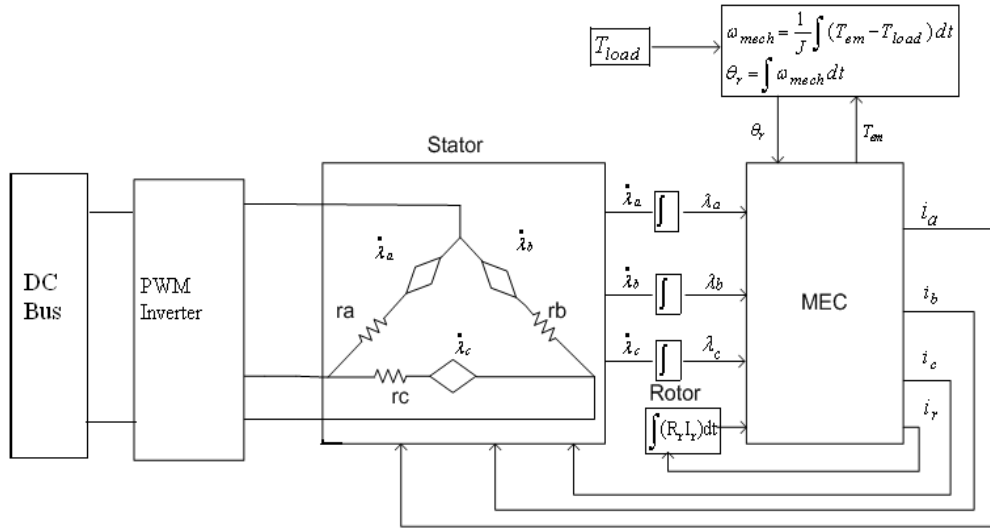 T_load
ω_mech = 1/J ∫ (T_em − T_load) dt
θ_r = ∫ ω_mech dt
θ_r
T_em
Stator
DC
Bus
PWM
Inverter
λ̇_a
λ̇_b
ra
rb
λ̇_c
rc
λ̇_a
∫
λ_a
λ̇_b
∫
λ_b
λ̇_c
∫
λ_c
Rotor
∫(R_r I_r)dt
MEC
i_a
i_b
i_c
i_r